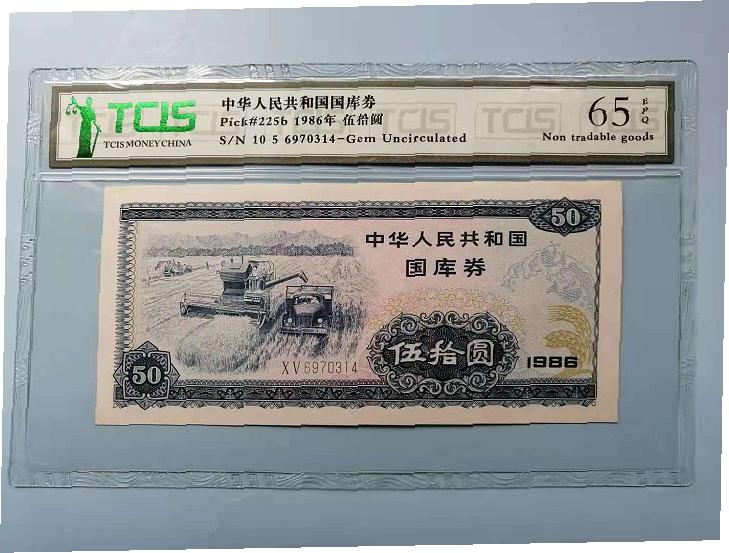 TCIS
TCIS MONEY CHINA
中华人民共和国国库券
Pick#225b 1986年 伍拾圆
S/N 10 5 6970314-Gem Uncirculated
65 EPQ
Non tradable goods
50
中华人民共和国
国库券
伍拾圆
1986
XV6970314
50